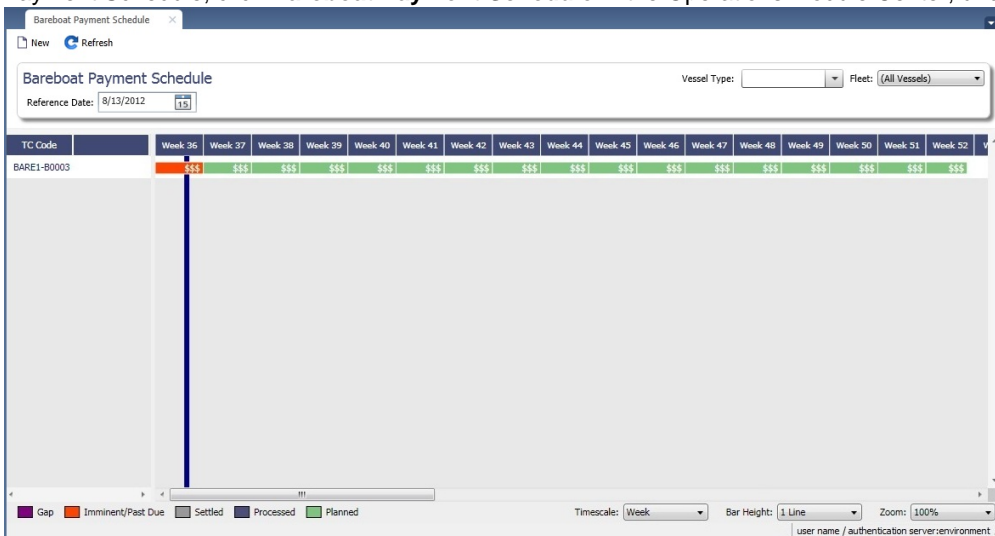 Bareboat Payment Schedule
New Refresh
Bareboat Payment Schedule
Vessel Type: Fleet: (All Vessels)
Reference Date: 8/13/2012 15
TC Code Week 36 Week 37 Week 38 Week 39 Week 40 Week 41 Week 42 Week 43 Week 44 Week 45 Week 46 Week 47 Week 48 Week 49 Week 50 Week 51 Week 52
BARE1-B0003 $$$ $$$ $$$ $$$ $$$ $$$ $$$ $$$ $$$ $$$ $$$ $$$ $$$ $$$ $$$ $$$ $$$
Gap Imminent/Past Due Settled Processed Planned Timescale: Week Bar Height: 1 Line Zoom: 100%
user name / authentication server:environment